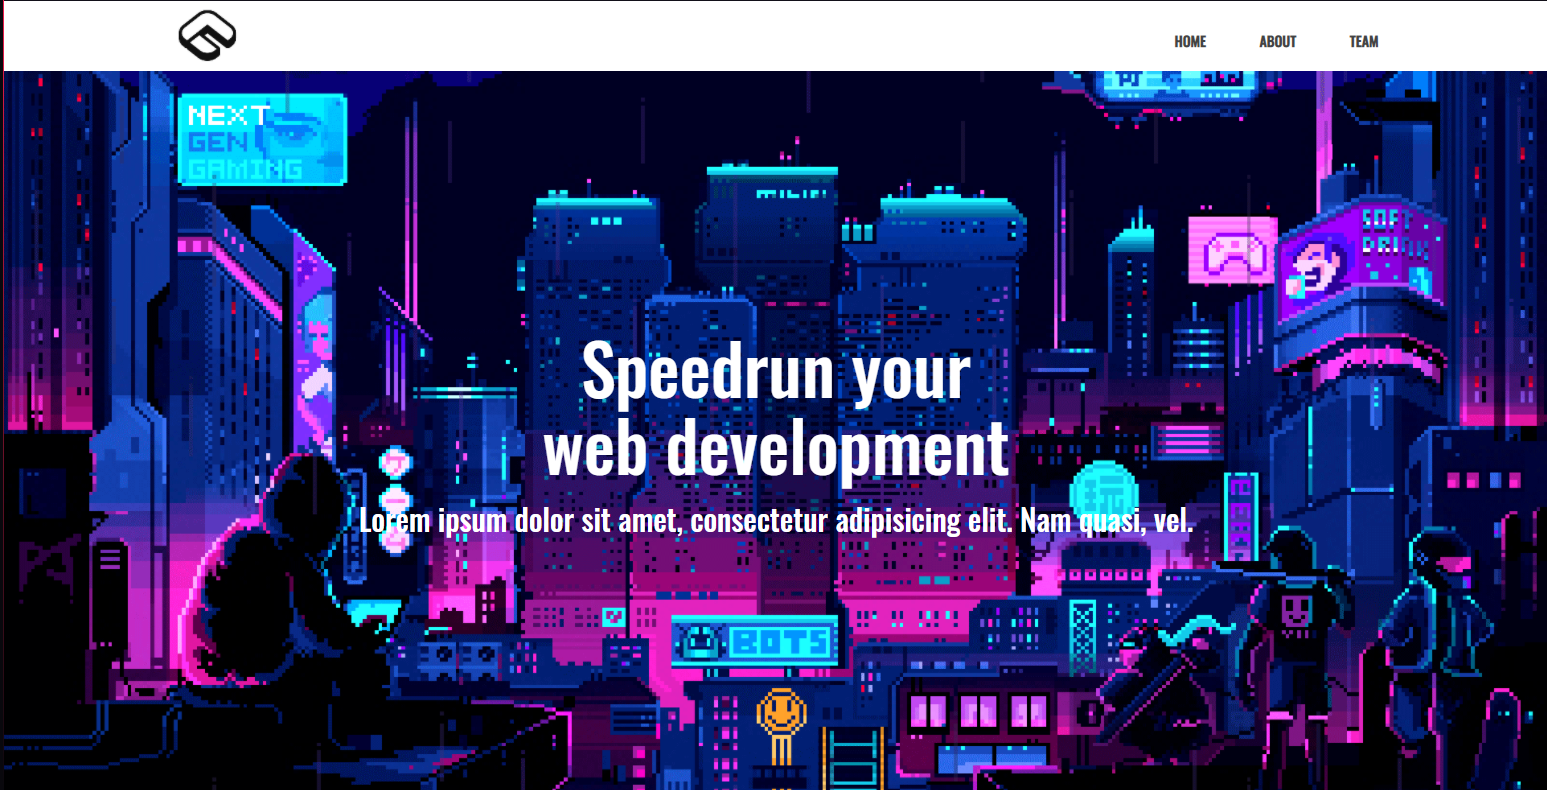 HOME ABOUT TEAM
NEXT
GEN
GAMING
SOFT
DRINK
Speedrun your
web development
Lorem ipsum dolor sit amet, consectetur adipisicing elit. Nam quasi, vel.
BOTS